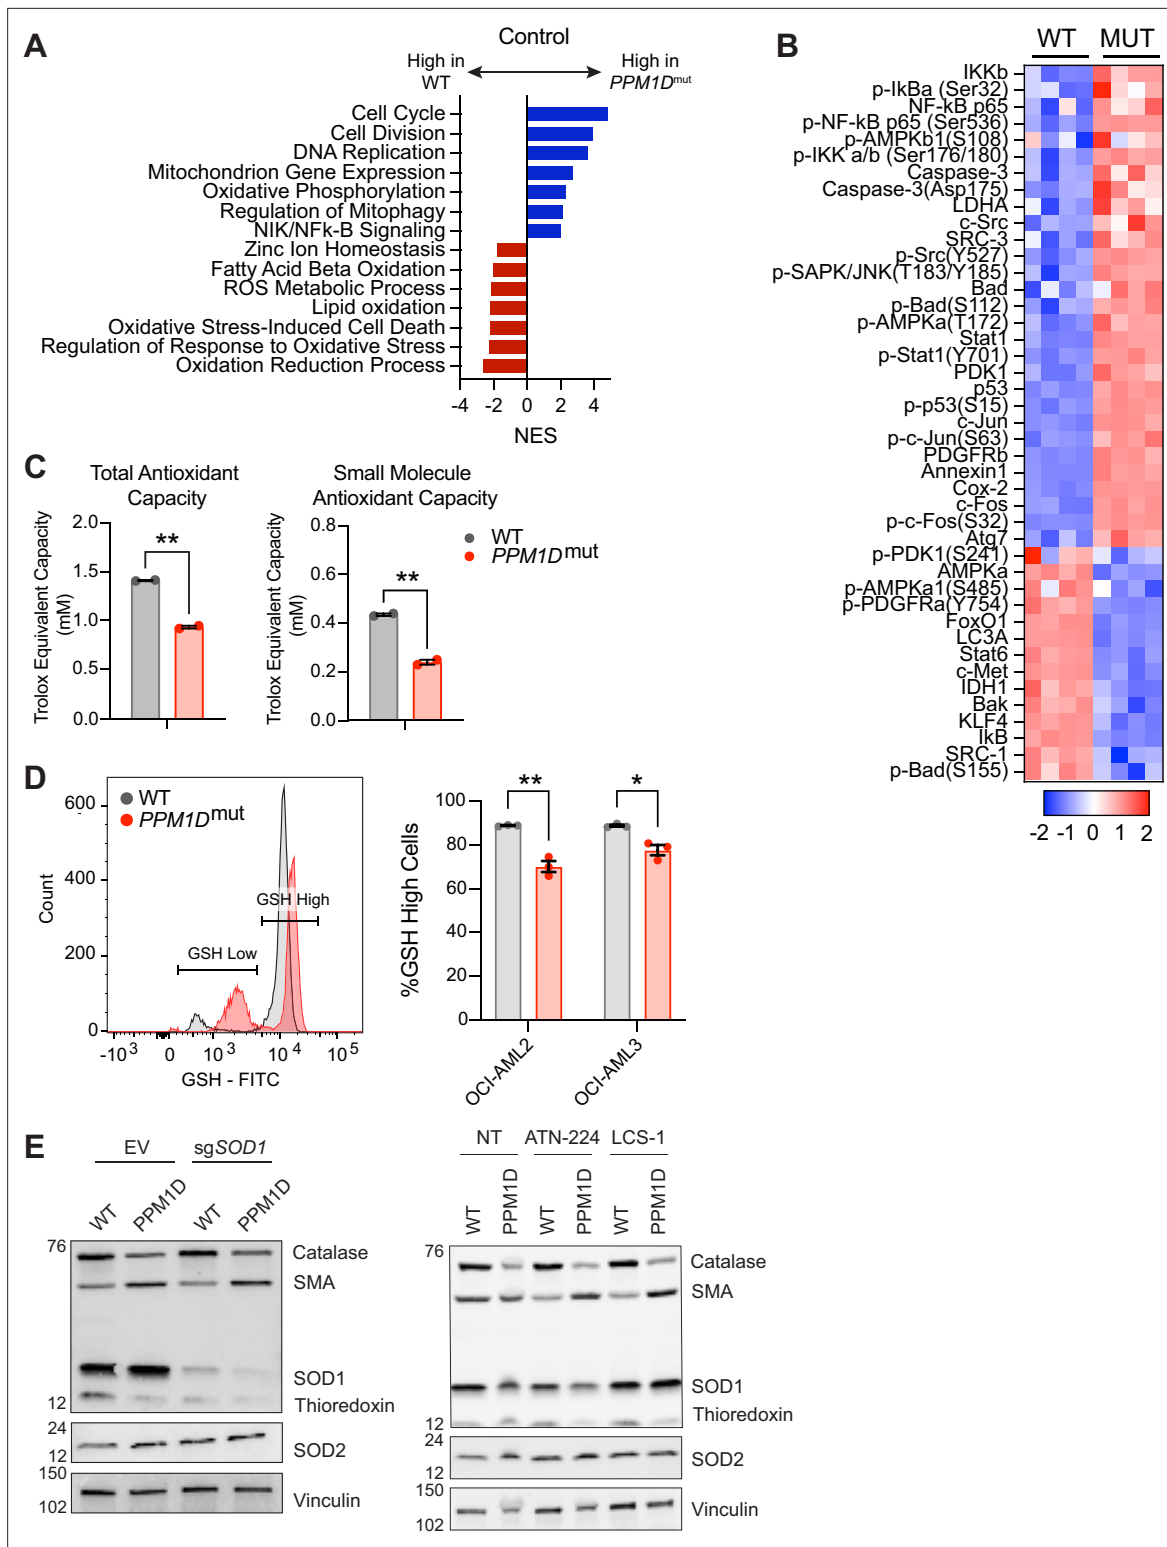 A
Control
High in
WT
High in
PPM1Dmut
Cell Cycle
Cell Division
DNA Replication
Mitochondrion Gene Expression
Oxidative Phosphorylation
Regulation of Mitophagy
NIK/NFk-B Signaling
Zinc Ion Homeostasis
Fatty Acid Beta Oxidation
ROS Metabolic Process
Lipid oxidation
Oxidative Stress-Induced Cell Death
Regulation of Response to Oxidative Stress
Oxidation Reduction Process
-4 -2 0 2 4
NES
B
WT MUT
IKKb
p-IkBa (Ser32)
NF-kB p65
p-NF-kB p65 (Ser536)
p-AMPKb1(S108)
p-IKK a/b (Ser176/180)
Caspase-3
Caspase-3(Asp175)
LDHA
c-Src
SRC-3
p-Src(Y527)
p-SAPK/JNK(T183/Y185)
Bad
p-Bad(S112)
p-AMPKa(T172)
Stat1
p-Stat1(Y701)
PDK1
p53
p-p53(S15)
c-Jun
p-c-Jun(S63)
PDGFRb
Annexin1
Cox-2
c-Fos
p-c-Fos(S32)
Atg7
p-PDK1(S241)
AMPKa
p-AMPKa1(S485)
p-PDGFRa(Y754)
FoxO1
LC3A
Stat6
c-Met
IDH1
Bak
KLF4
IkB
SRC-1
p-Bad(S155)
-2 -1 0 1 2
C
Total Antioxidant
Capacity
Trolox Equivalent Capacity
(mM)
2.0
1.5
1.0
0.5
0.0
**
Small Molecule
Antioxidant Capacity
Trolox Equivalent Capacity
(mM)
0.8
0.6
0.4
0.2
0.0
**
WT
PPM1Dmut
D
WT
PPM1Dmut
Count
600
400
200
0
GSH High
GSH Low
-10³ 0 10³ 10⁴ 10⁵
GSH - FITC
%GSH High Cells
100
80
60
40
20
0
** *
OCI-AML2
OCI-AML3
E
EV sgSOD1
WT PPM1D WT PPM1D
76
12
24
12
150
102
Catalase
SMA
SOD1
Thioredoxin
SOD2
Vinculin
NT ATN-224 LCS-1
WT PPM1D WT PPM1D WT PPM1D
76
12
24
12
150
102
Catalase
SMA
SOD1
Thioredoxin
SOD2
Vinculin